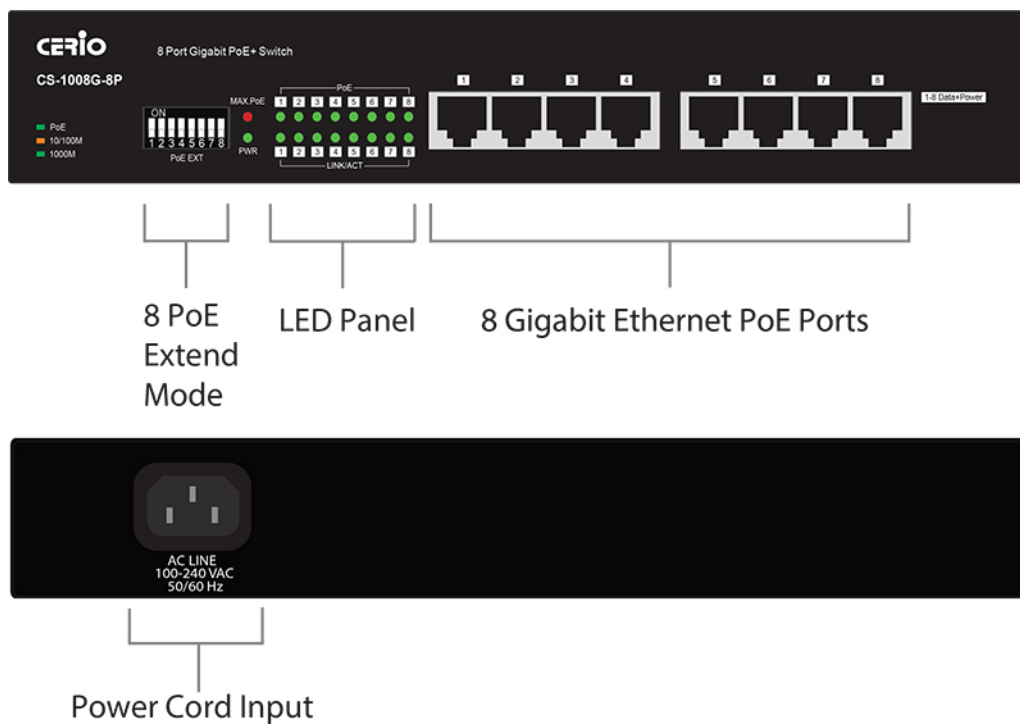 CERIO
8 Port Gigabit PoE+ Switch
CS-1008G-8P
PoE
10/100M
1000M
ON
1 2 3 4 5 6 7 8
PoE EXT
MAX.PoE
PWR
PoE
1 2 3 4 5 6 7 8
1 2 3 4 5 6 7 8
LINK/ACT
1 2 3 4 5 6 7 8
1-8 Data+Power
8 PoE
Extend
Mode
LED Panel
8 Gigabit Ethernet PoE Ports
AC LINE
100-240 VAC
50/60 Hz
Power Cord Input